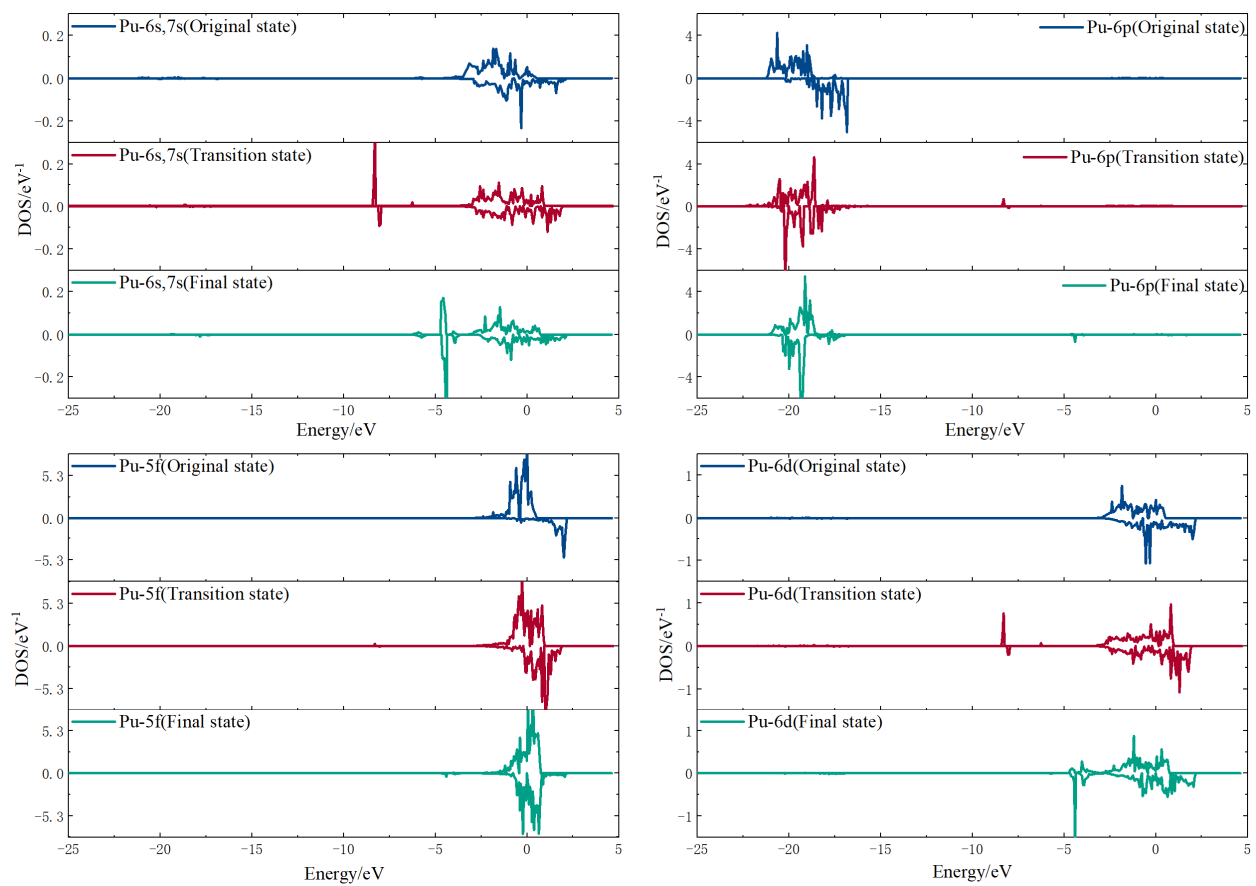 Pu-6s,7s(Original state)
0.2
0.0
-0.2
Pu-6s,7s(Transition state)
0.2
0.0
-0.2
Pu-6s,7s(Final state)
0.2
0.0
-0.2
DOS/eV⁻¹
-25 -20 -15 -10 -5 0 5
Energy/eV
Pu-6p(Original state)
4
0
-4
Pu-6p(Transition state)
4
0
-4
Pu-6p(Final state)
4
0
-4
DOS/eV⁻¹
-25 -20 -15 -10 -5 0 5
Energy/eV
Pu-5f(Original state)
5.3
0.0
-5.3
Pu-5f(Transition state)
5.3
0.0
-5.3
Pu-5f(Final state)
5.3
0.0
-5.3
DOS/eV⁻¹
-25 -20 -15 -10 -5 0 5
Energy/eV
Pu-6d(Original state)
1
0
-1
Pu-6d(Transition state)
1
0
-1
Pu-6d(Final state)
1
0
-1
DOS/eV⁻¹
-25 -20 -15 -10 -5 0 5
Energy/eV